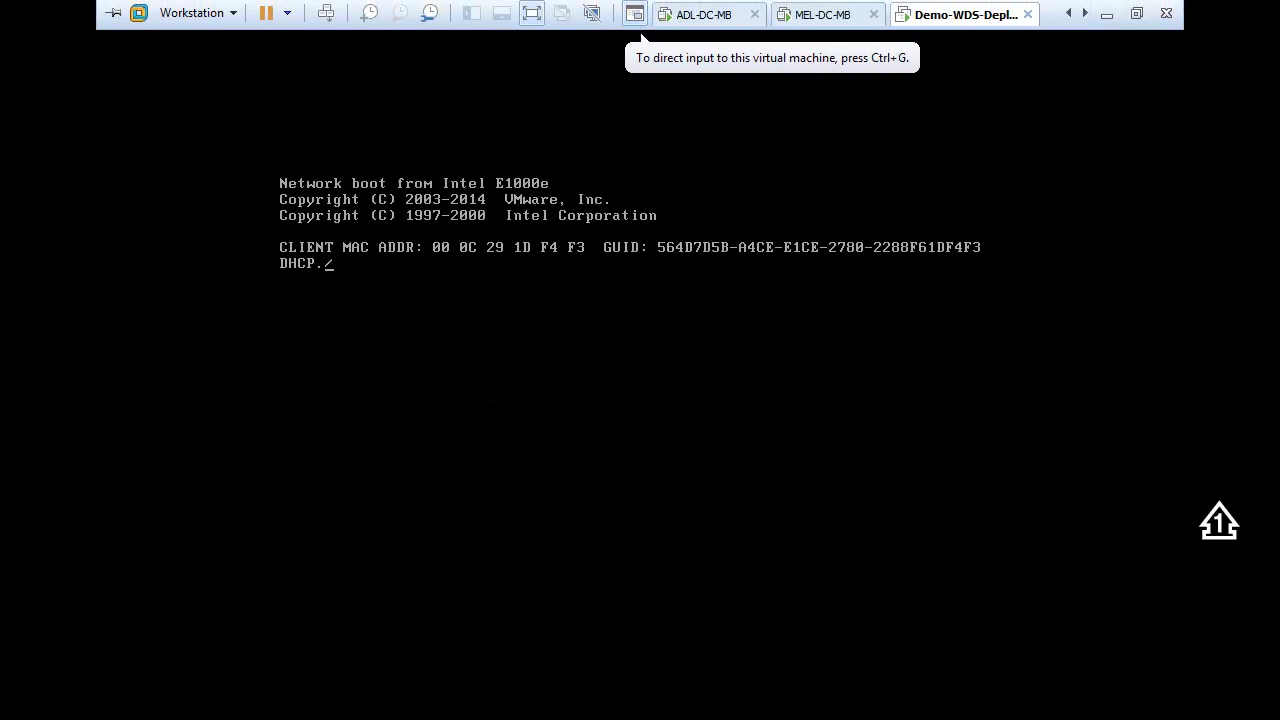 Workstation
ADL-DC-MB
MEL-DC-MB
Demo-WDS-Depl...
To direct input to this virtual machine, press Ctrl+G.
Network boot from Intel E1000e
Copyright (C) 2003-2014 VMware, Inc.
Copyright (C) 1997-2000 Intel Corporation
CLIENT MAC ADDR: 00 0C 29 1D F4 F3 GUID: 564D7D5B-A4CE-E1CE-2780-2288F61DF4F3
DHCP./
1